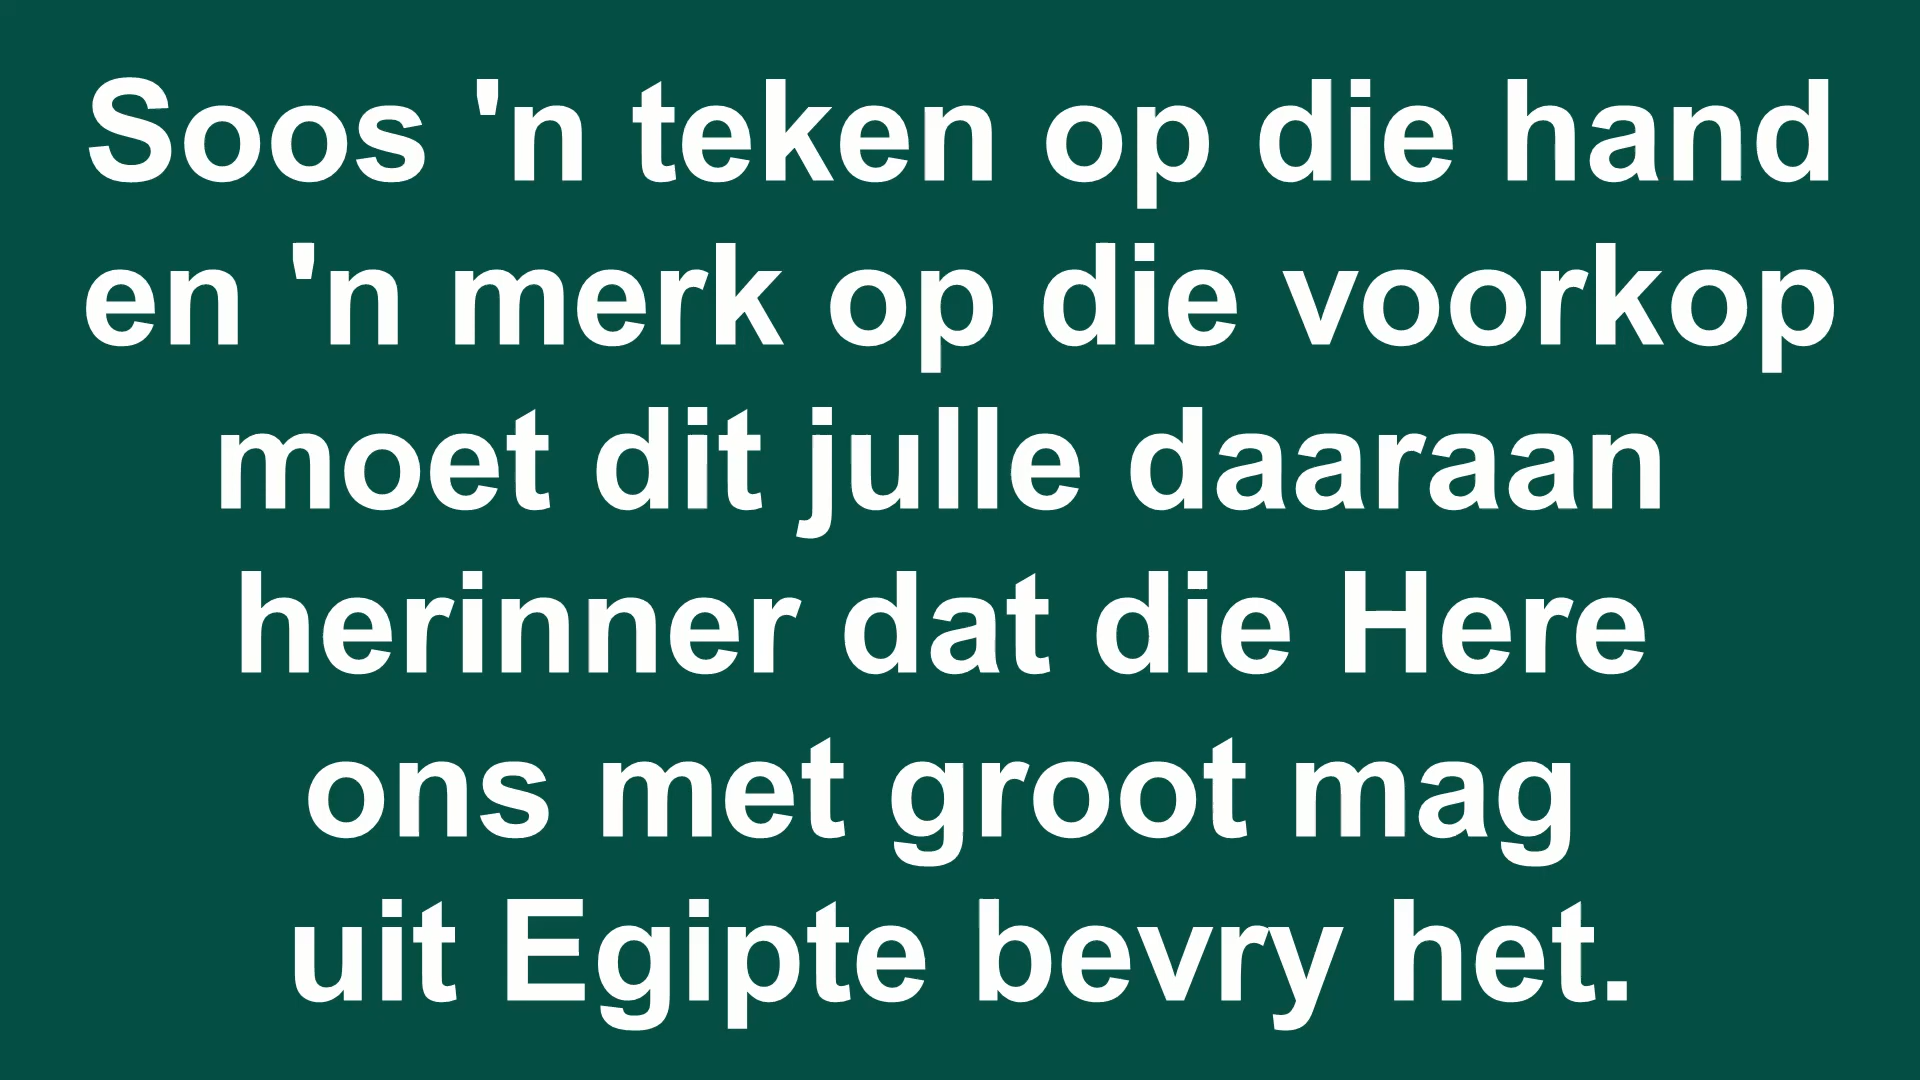 Soos 'n teken op die hand
en 'n merk op die voorkop
moet dit julle daaraan
herinner dat die Here
ons met groot mag
uit Egipte bevry het.